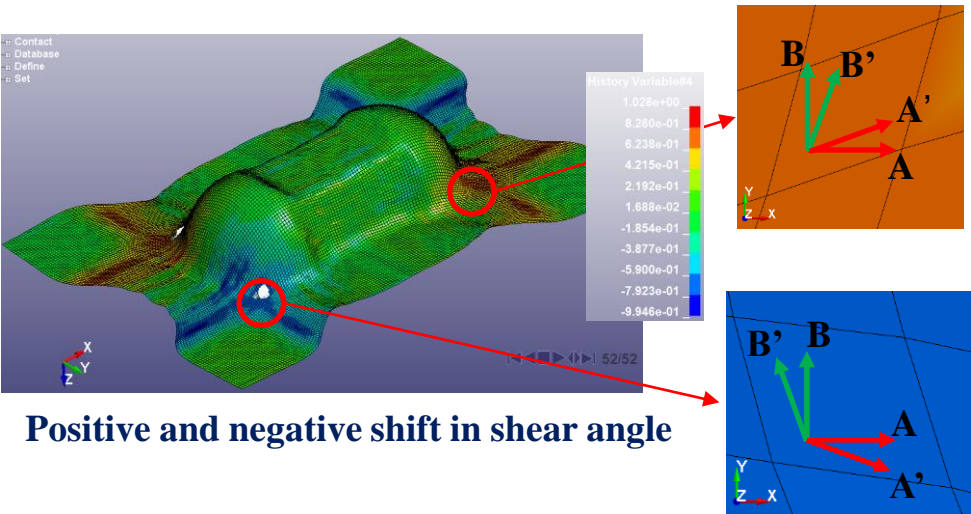 Contact
Database
Define
Set
History Variable#4
1.028e+00
8.260e-01
6.238e-01
4.215e-01
2.192e-01
1.688e-02
-1.854e-01
-3.877e-01
-5.900e-01
-7.923e-01
-9.946e-01
B
B’
A’
A
Y
Z
X
X
Y
Z
52/52
B’
B
A
A’
Y
Z
X
Positive and negative shift in shear angle